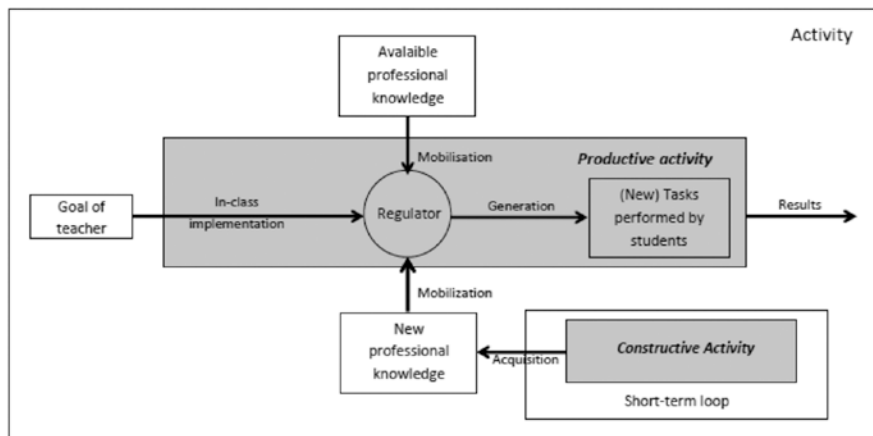 Activity
Avalaible
professional
knowledge
Mobilisation
Productive activity
Goal of
teacher
In-class
implementation
Regulator
Generation
(New) Tasks
performed by
students
Results
Mobilization
New
professional
knowledge
Acquisition
Constructive Activity
Short-term loop